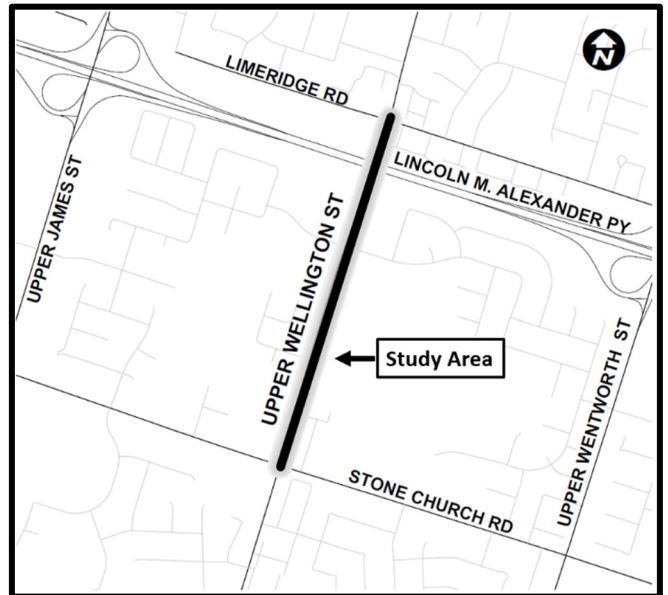 N
LIMERIDGE RD
LINCOLN M. ALEXANDER PY
UPPER JAMES ST
UPPER WELLINGTON ST
Study Area
UPPER WENTWORTH ST
STONE CHURCH RD